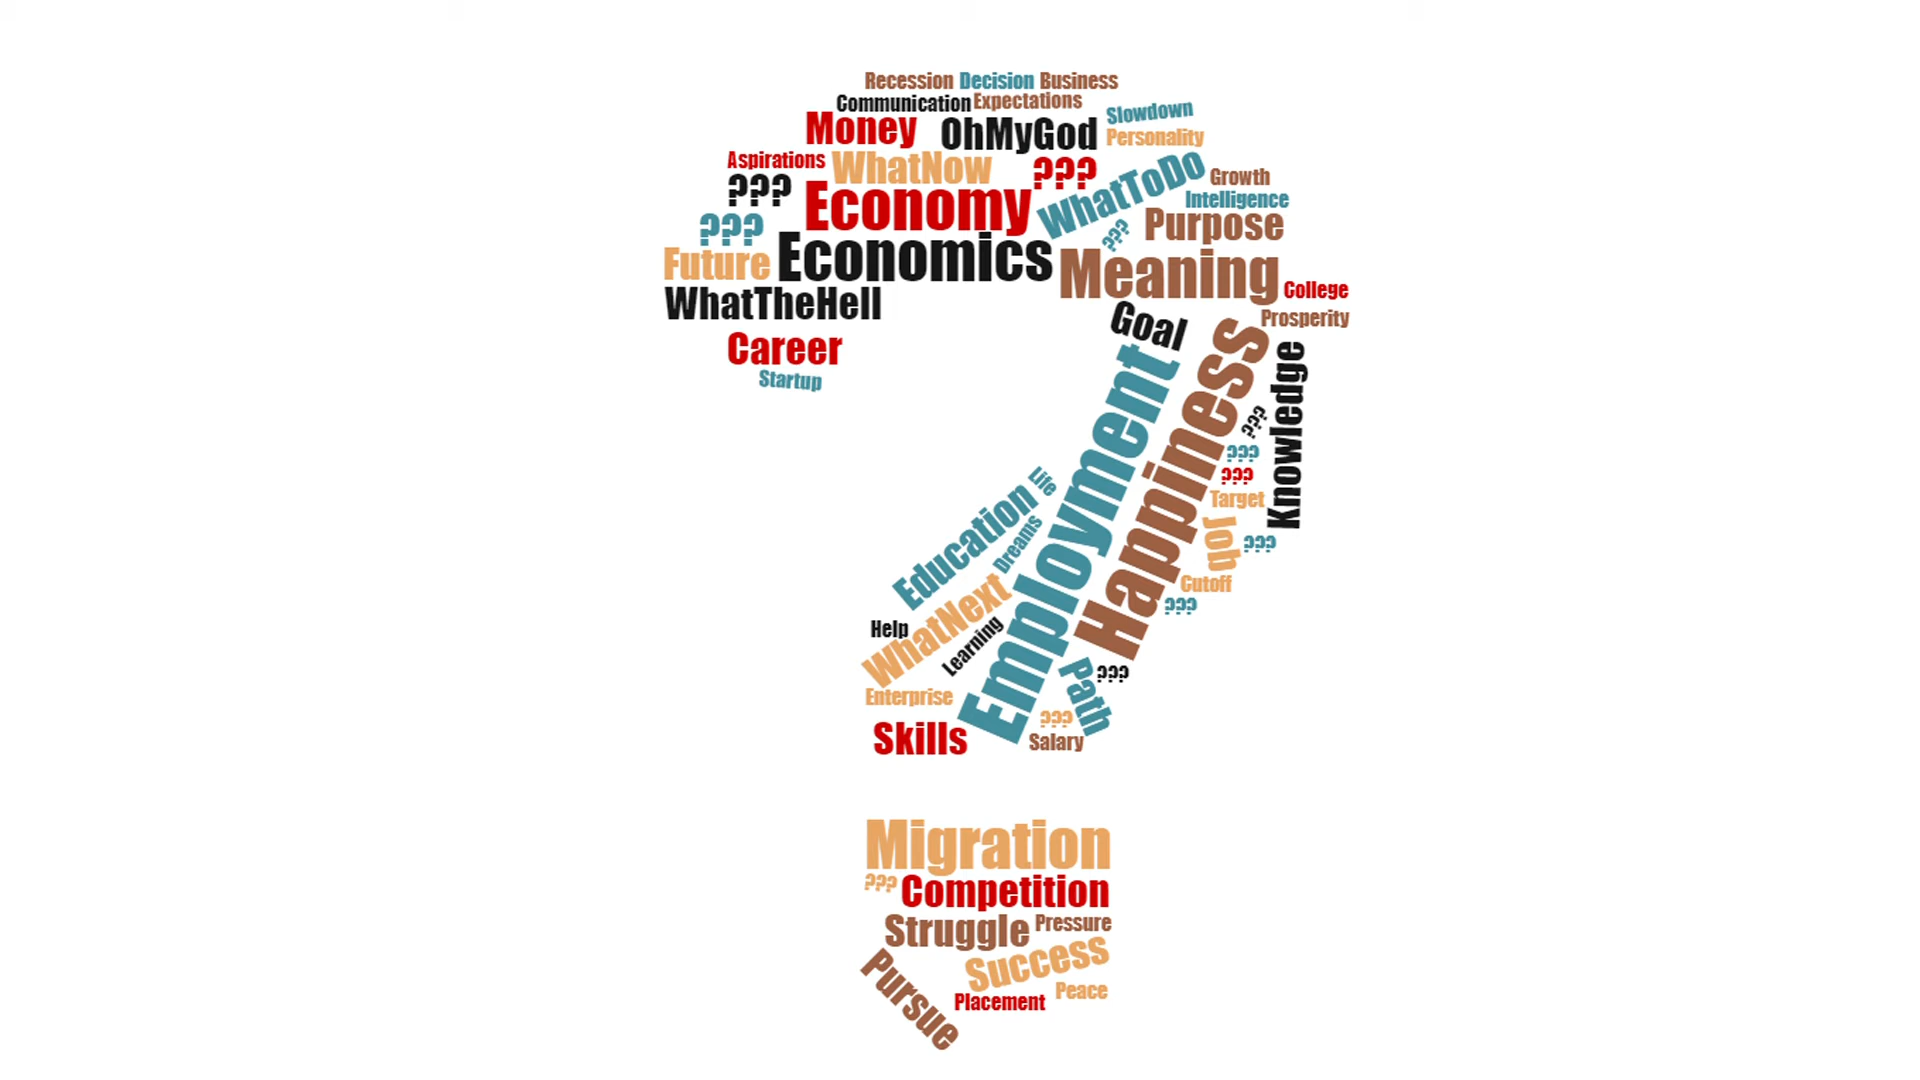 Recession Decision Business
Communication Expectations
Slowdown
Money OhMyGod
Personality
Aspirations WhatNow ???
WhatToDo
Growth
???
Economy
Intelligence
???
???
Purpose
Future Economics
Meaning
College
WhatTheHell
Goal
Prosperity
Career
Startup
Employment
Happiness
Knowledge
???
???
???
Target
Job
???
Cutoff
???
Life
Education
Dreams
WhatNext
Help
Learning
Enterprise
Path
???
???
Skills
Salary
Migration
??? Competition
Struggle Pressure
Success
Pursue
Placement
Peace